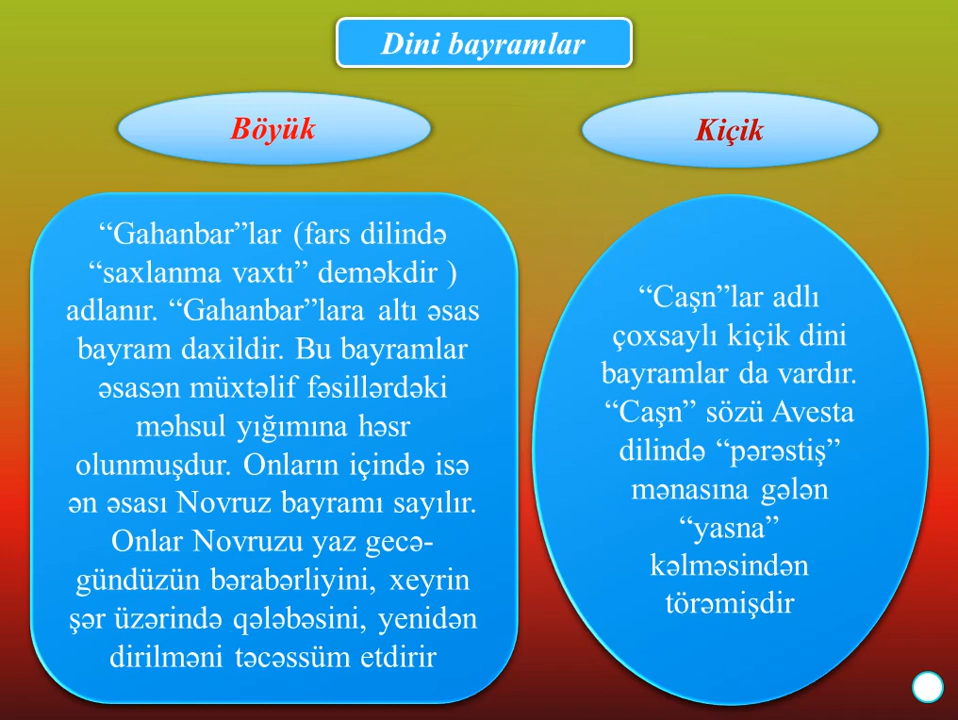 Dini bayramlar
Böyük
Kiçik
“Gahanbar”lar (fars dilində
“saxlanma vaxtı” deməkdir )
adlanır. “Gahanbar”lara altı əsas
bayram daxildir. Bu bayramlar
əsasən müxtəlif fəsillərdəki
məhsul yığımına həsr
olunmuşdur. Onların içində isə
ən əsası Novruz bayramı sayılır.
Onlar Novruzu yaz gecə-
gündüzün bərabərliyini, xeyrin
şər üzərində qələbəsini, yenidən
dirilməni təcəssüm etdirir
“Caşn”lar adlı
çoxsaylı kiçik dini
bayramlar da vardır.
“Caşn” sözü Avesta
dilində “pərəstiş”
mənasına gələn
“yasna”
kəlməsindən
törəmişdir